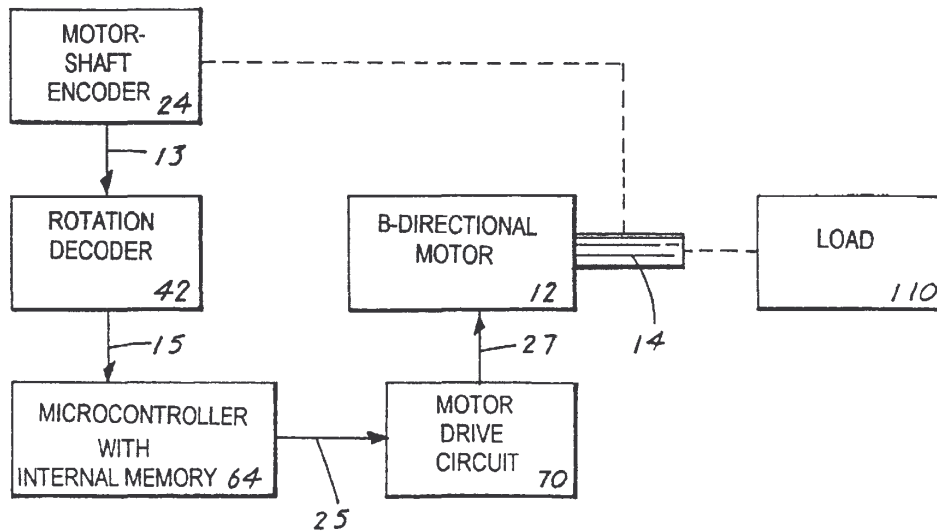 MOTOR-
SHAFT
ENCODER
24
13
ROTATION
DECODER
42
15
MICROCONTROLLER
WITH
INTERNAL MEMORY 64
25
MOTOR
DRIVE
CIRCUIT
70
27
B-DIRECTIONAL
MOTOR
12
14
LOAD
110